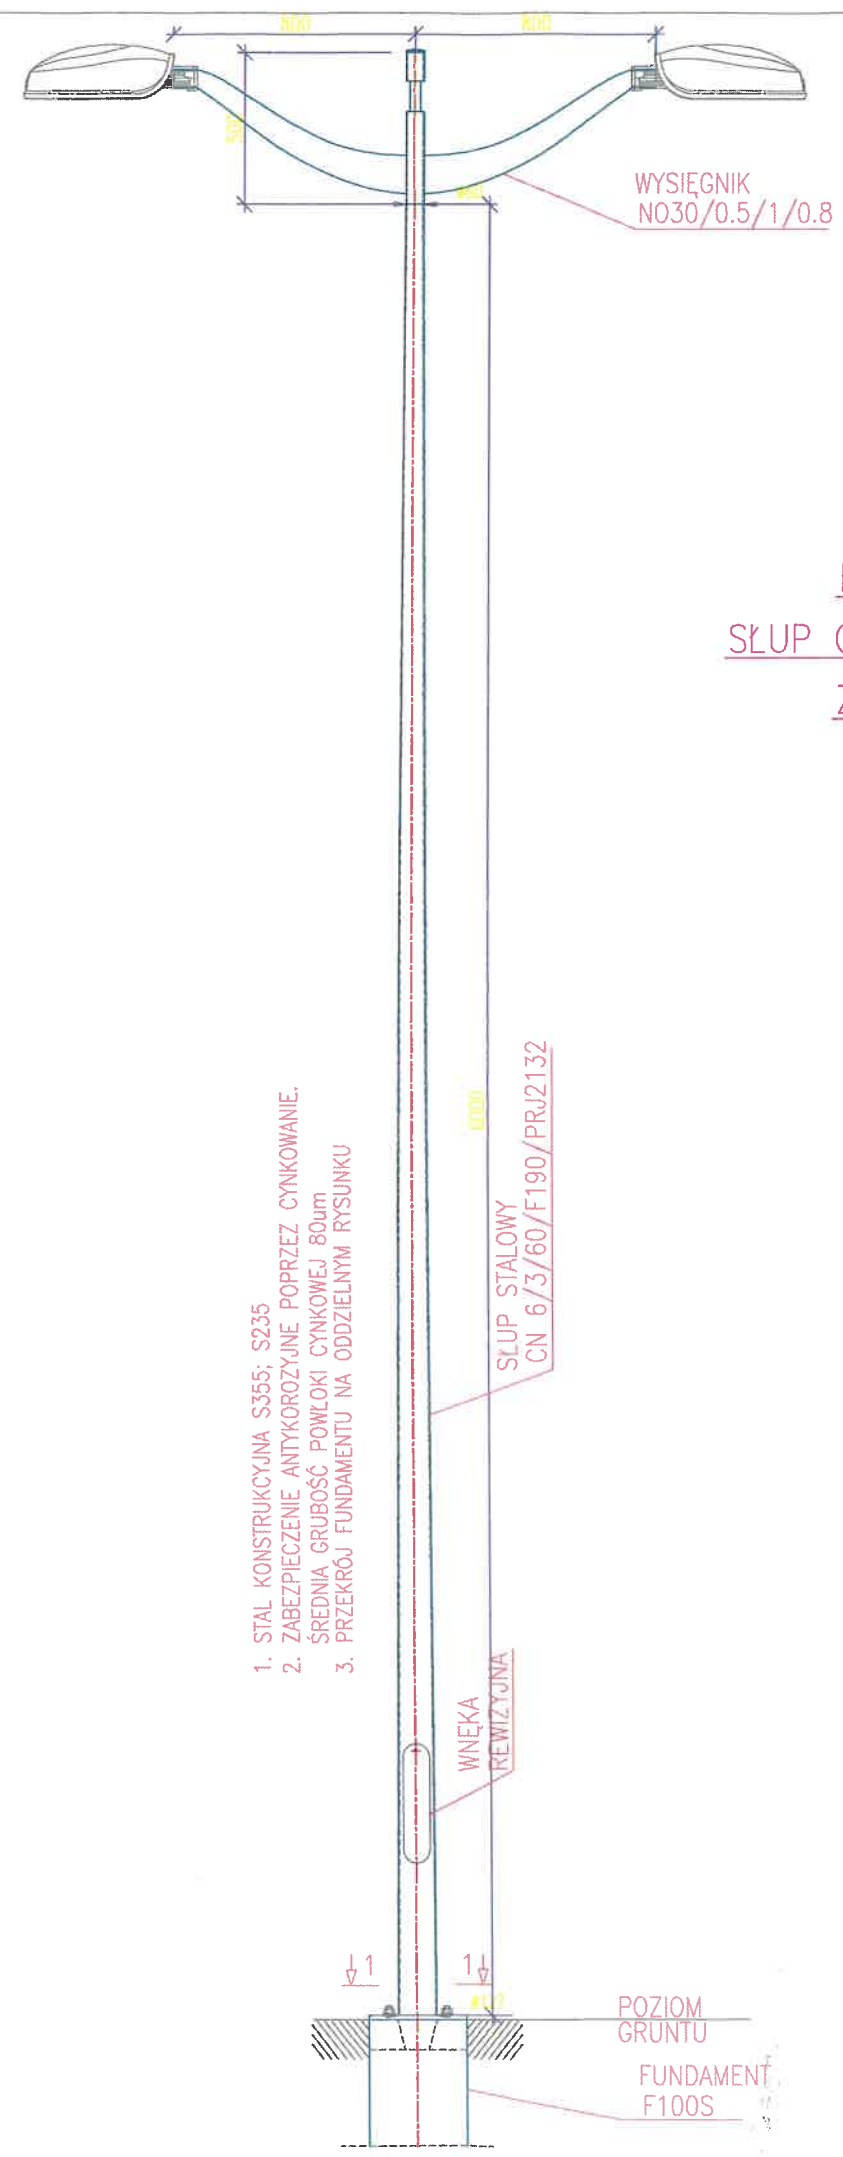 800 800
500
ø60
WYSIĘGNIK
NO30/0.5/1/0.8
SŁUP
6000
SŁUP STALOWY
CN 6/3/60/F190/PRJ2132
1. STAL KONSTRUKCYJNA S355; S235
2. ZABEZPIECZENIE ANTYKOROZYJNE POPRZEZ CYNKOWANIE.
ŚREDNIA GRUBOŚĆ POWŁOKI CYNKOWEJ 80um
3. PRZEKRÓJ FUNDAMENTU NA ODDZIELNYM RYSUNKU
WNĘKA
REWIZYJNA
1 1
POZIOM
GRUNTU
FUNDAMENT
F100S